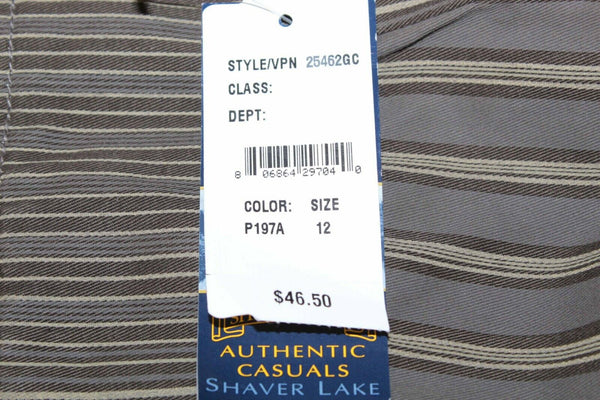 STYLE/VPN 25462GC
CLASS:
DEPT:
8 06864 29704 0
COLOR: SIZE
P197A 12
$46.50
AUTHENTIC
CASUALS
SHAVER LAKE